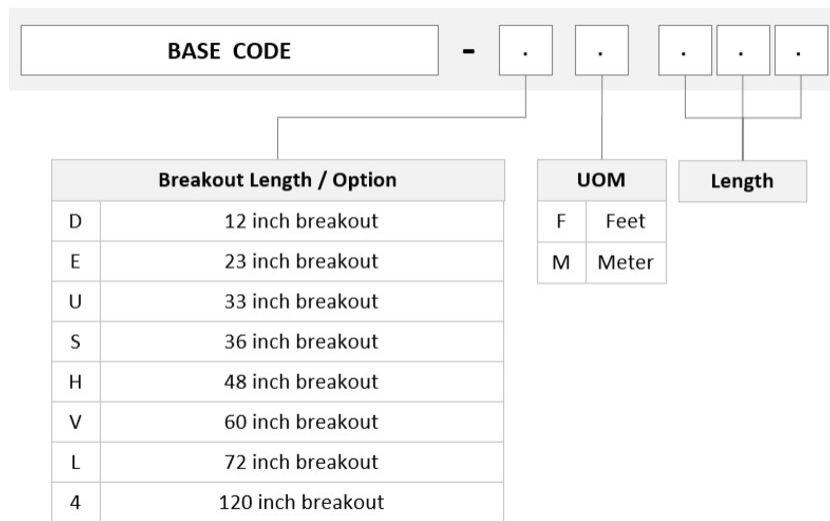 BASE CODE - . . . . .
Breakout Length / Option
D 12 inch breakout
E 23 inch breakout
U 33 inch breakout
S 36 inch breakout
H 48 inch breakout
V 60 inch breakout
L 72 inch breakout
4 120 inch breakout
UOM
F Feet
M Meter
Length